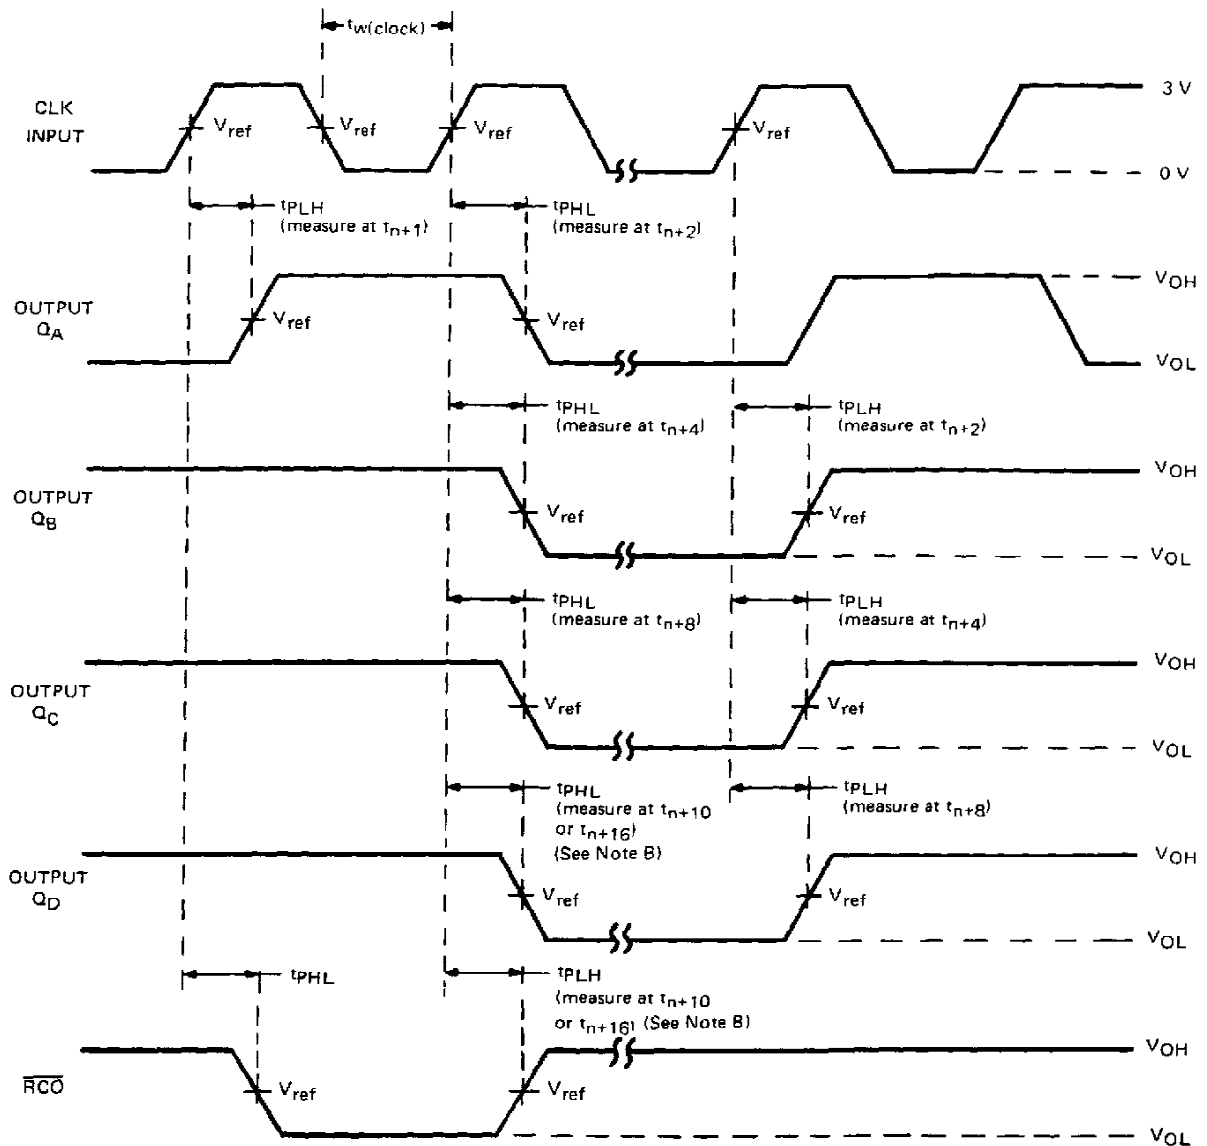 tw(clock)
CLK
INPUT
Vref
Vref
Vref
Vref
3 V
0 V
tPLH
(measure at tn+1)
tPHL
(measure at tn+2)
OUTPUT
QA
Vref
Vref
VOH
VOL
tPHL
(measure at tn+4)
tPLH
(measure at tn+2)
OUTPUT
QB
Vref
Vref
VOH
VOL
tPHL
(measure at tn+8)
tPLH
(measure at tn+4)
OUTPUT
QC
Vref
Vref
VOH
VOL
tPHL
(measure at tn+10
or tn+16)
(See Note B)
tPLH
(measure at tn+8)
OUTPUT
QD
Vref
Vref
VOH
VOL
tPHL
tPLH
(measure at tn+10
or tn+16) (See Note B)
RCO
Vref
Vref
VOH
VOL